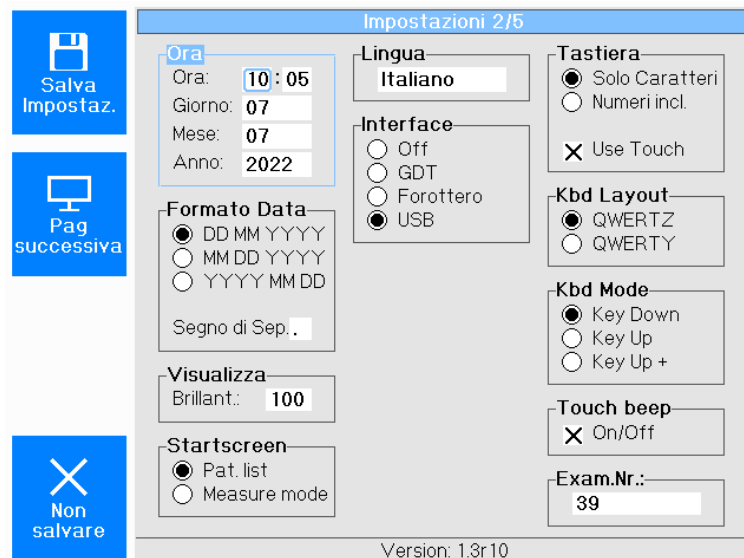 Impostazioni 2/5
Salva
Impostaz.
Pag
successiva
Non
salvare
Ora
Ora: 10 : 05
Giorno: 07
Mese: 07
Anno: 2022
Formato Data
DD MM YYYY
MM DD YYYY
YYYY MM DD
Segno di Sep. .
Visualizza
Brillant.: 100
Startscreen
Pat. list
Measure mode
Lingua
Italiano
Interface
Off
GDT
Forottero
USB
Tastiera
Solo Caratteri
Numeri incl.
Use Touch
Kbd Layout
QWERTZ
QWERTY
Kbd Mode
Key Down
Key Up
Key Up +
Touch beep
On/Off
Exam.Nr.:
39
Version: 1.3r10